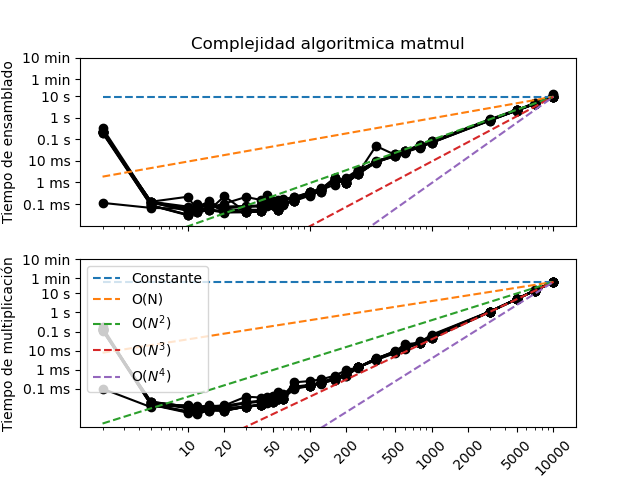 Complejidad algoritmica matmul
Tiempo de ensamblado
10 min
1 min
10 s
1 s
0.1 s
10 ms
1 ms
0.1 ms
Tiempo de multiplicación
10 min
1 min
10 s
1 s
0.1 s
10 ms
1 ms
0.1 ms
Constante
O(N)
O(N²)
O(N³)
O(N⁴)
10 20 50 100 200 500 1000 2000 5000 10000